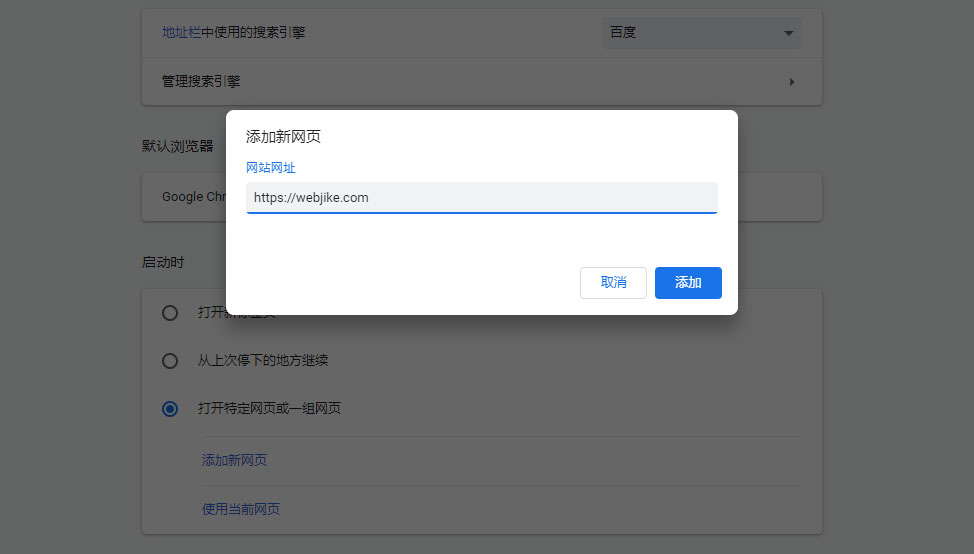 地址栏中使用的搜索引擎
百度
管理搜索引擎
添加新网页
默认浏览器
网站网址
Google Chr
https://webjike.com
启动时
取消
添加
打开
从上次停下的地方继续
打开特定网页或一组网页
添加新网页
使用当前网页